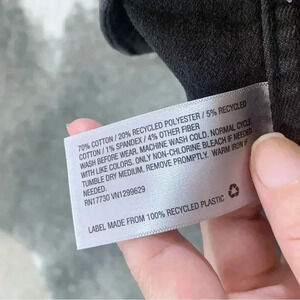 70% COTTON / 20% RECYCLED POLYESTER / 5% RECYCLED
COTTON / 1% SPANDEX / 4% OTHER FIBER
WASH BEFORE WEAR. MACHINE WASH COLD. NORMAL CYCLE.
WITH LIKE COLORS. ONLY NON-CHLORINE BLEACH IF NEEDED.
TUMBLE DRY MEDIUM. REMOVE PROMPTLY. WARM IRON IF
NEEDED.
RN17730 VN1299629
LABEL MADE FROM 100% RECYCLED PLASTIC